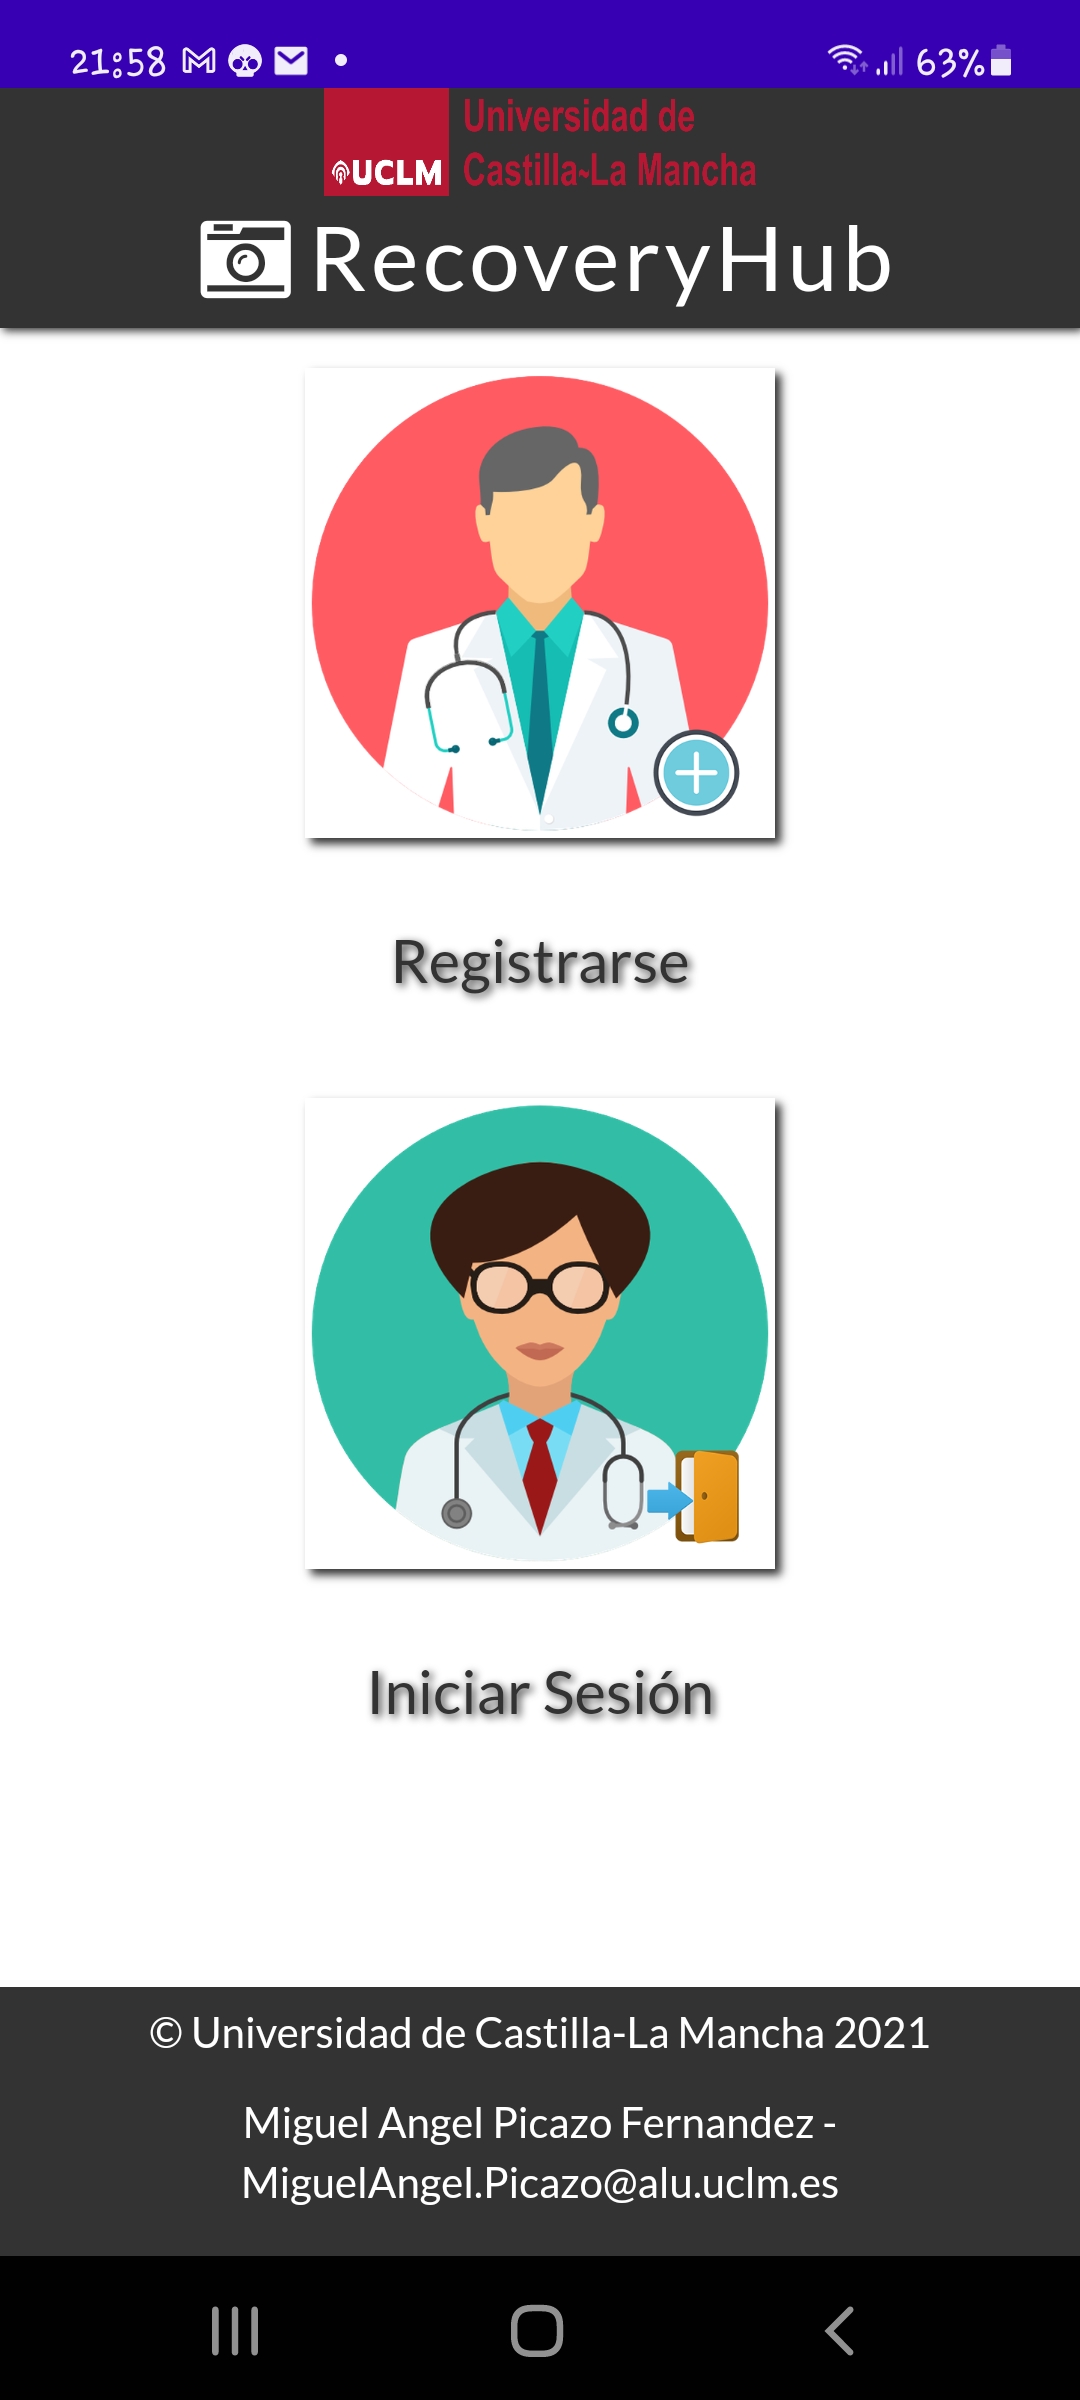 21:58
63%
Universidad de
Castilla~La Mancha
UCLM
RecoveryHub
Registrarse
Iniciar Sesión
© Universidad de Castilla-La Mancha 2021
Miguel Angel Picazo Fernandez -
MiguelAngel.Picazo@alu.uclm.es